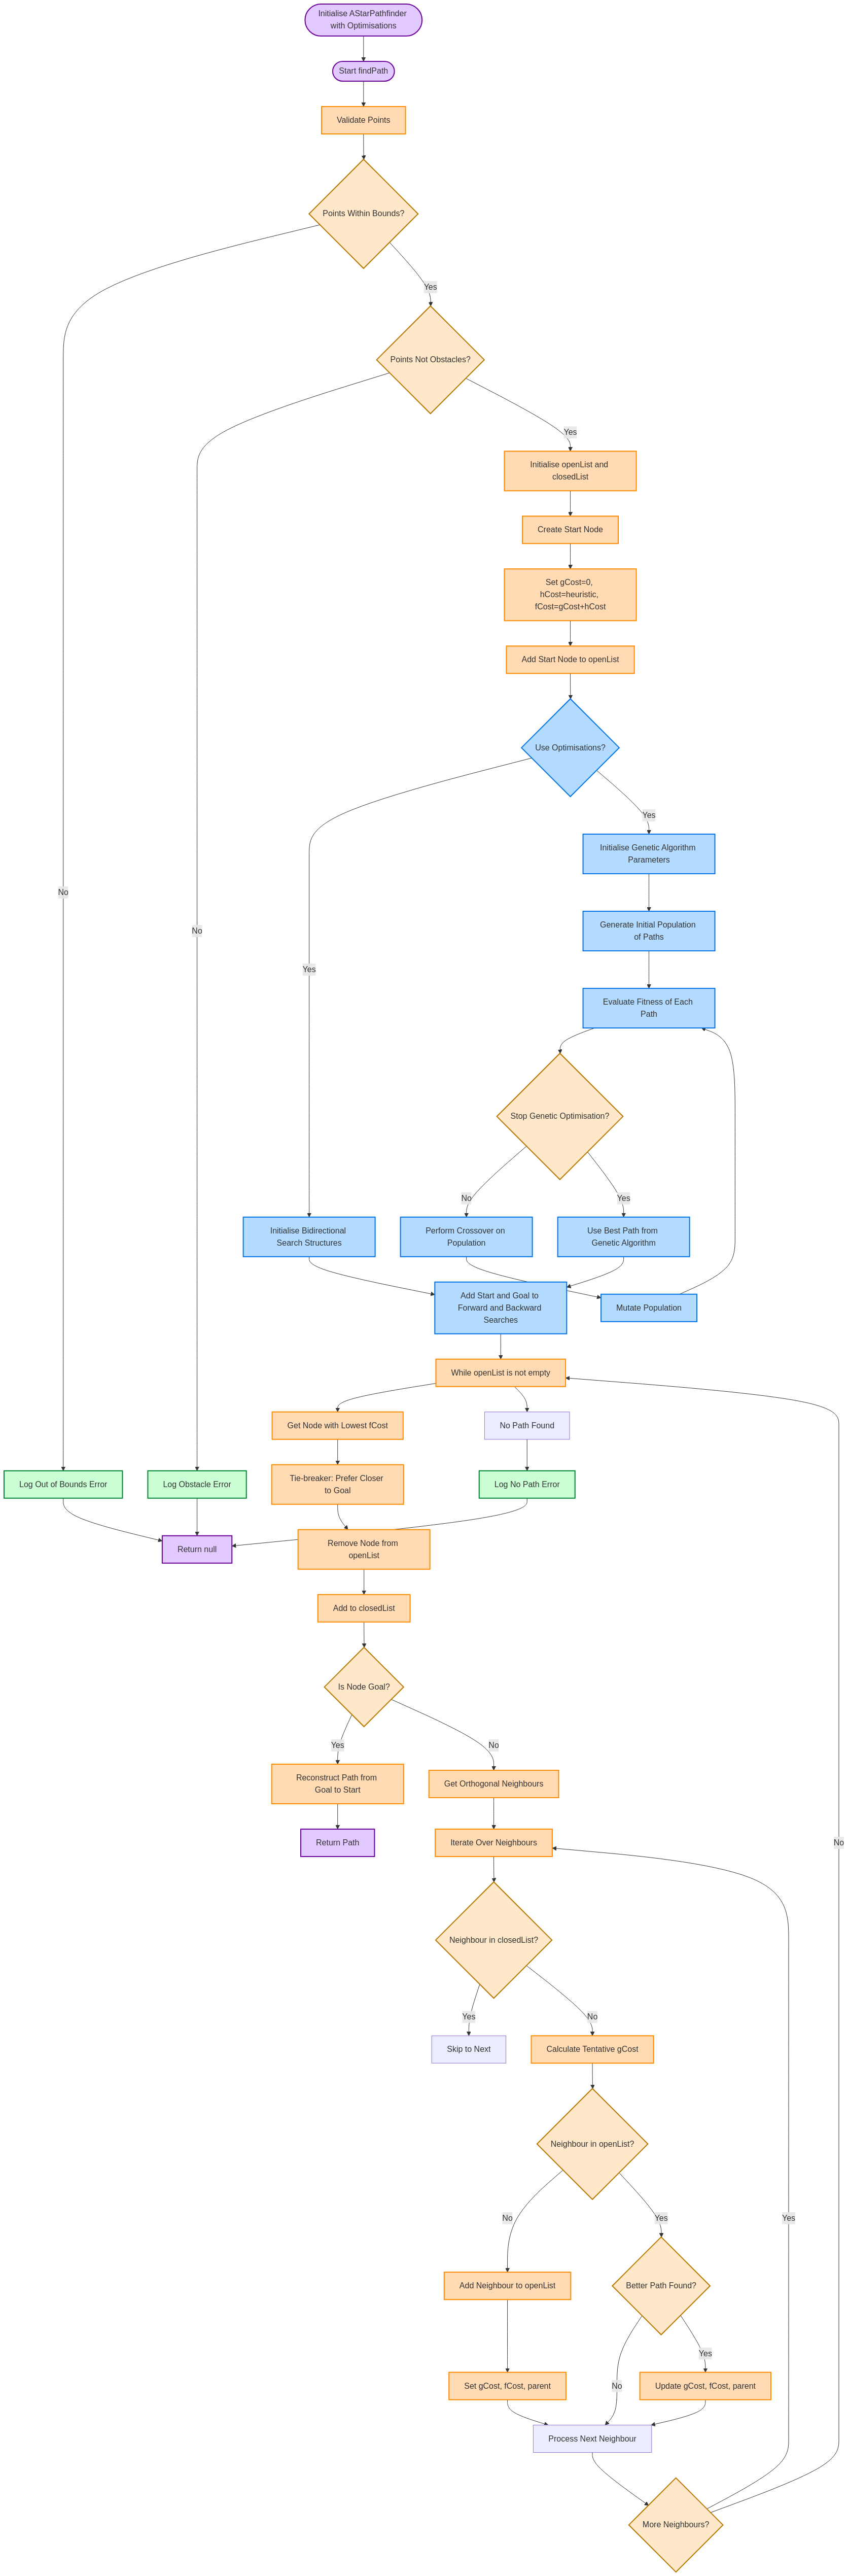 Initialise AStarPathfinder
with Optimisations
Start findPath
Validate Points
Points Within Bounds?
Yes
Points Not Obstacles?
Yes
Initialise openList and
closedList
Create Start Node
Set gCost=0,
hCost=heuristic,
fCost=gCost+hCost
Add Start Node to openList
Use Optimisations?
Yes
Initialise Genetic Algorithm
Parameters
No
Generate Initial Population
of Paths
No
Yes
Evaluate Fitness of Each
Path
Stop Genetic Optimisation?
No
Yes
Initialise Bidirectional
Search Structures
Perform Crossover on
Population
Use Best Path from
Genetic Algorithm
Add Start and Goal to
Forward and Backward
Searches
Mutate Population
While openList is not empty
Get Node with Lowest fCost
No Path Found
Log Out of Bounds Error
Log Obstacle Error
Tie-breaker: Prefer Closer
to Goal
Log No Path Error
Return null
Remove Node from
openList
Add to closedList
Is Node Goal?
Yes
No
Reconstruct Path from
Goal to Start
Get Orthogonal Neighbours
Return Path
Iterate Over Neighbours
No
Neighbour in closedList?
Yes
No
Skip to Next
Calculate Tentative gCost
Neighbour in openList?
No
Yes
Yes
Add Neighbour to openList
Better Path Found?
Yes
No
Set gCost, fCost, parent
Update gCost, fCost, parent
Process Next Neighbour
More Neighbours?